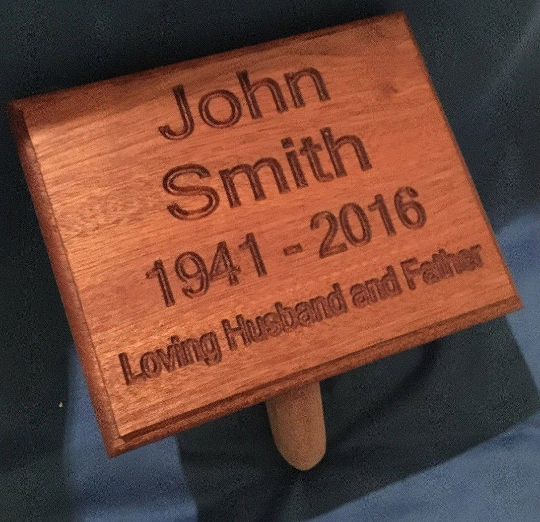 John
Smith
1941 - 2016
Loving Husband and Father